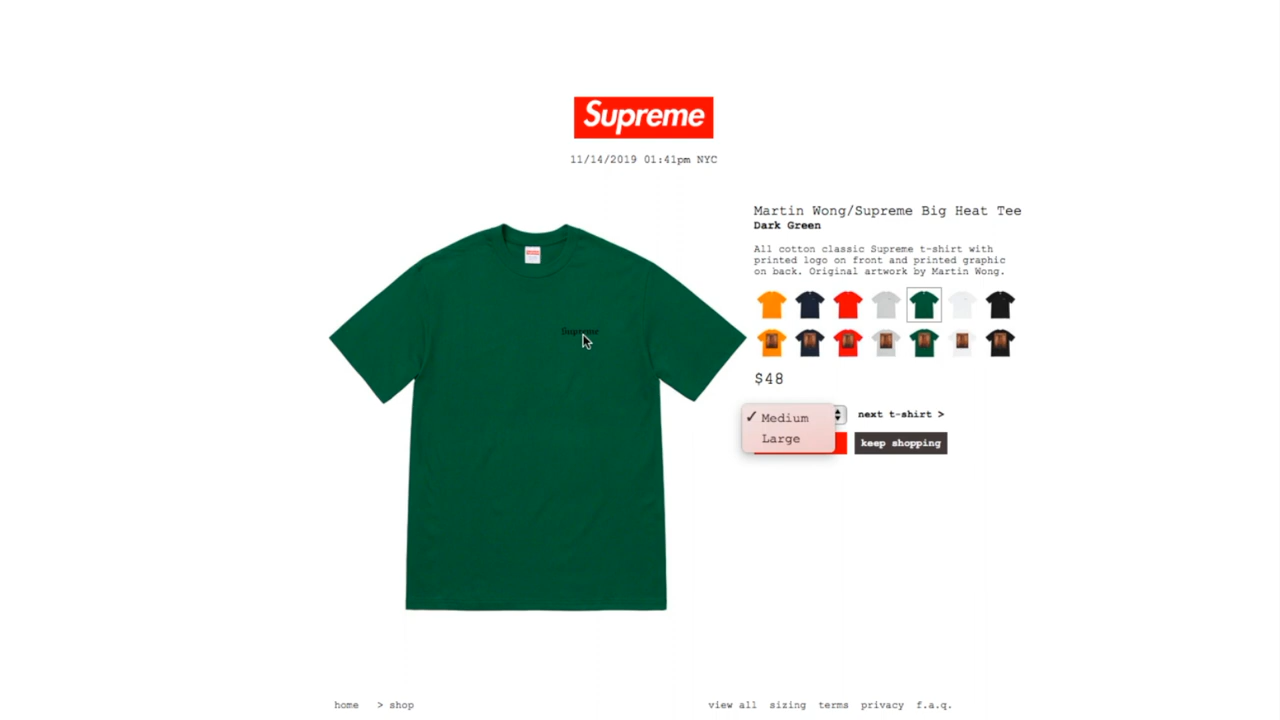 Supreme
11/14/2019 01:41pm NYC
Martin Wong/Supreme Big Heat Tee
Dark Green
All cotton classic Supreme t-shirt with
printed logo on front and printed graphic
on back. Original artwork by Martin Wong.
Supreme
$48
✓ Medium
Large
next t-shirt >
keep shopping
home > shop
view all sizing terms privacy f.a.q.